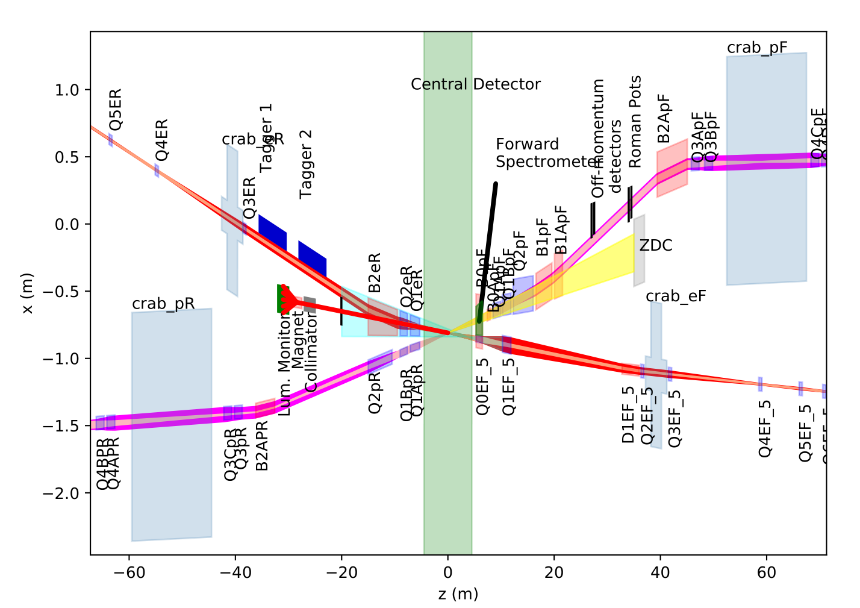 crab_pF
Central Detector
Q5ER
Q4ER
crab_eR
Tagger 1
Tagger 2
Q3ER
Forward
Spectrometer
Off-momentum
detectors
Roman Pots
B2ApF
Q3ApF
Q3BpF
Q4CpF
B2eR
Q2eR
Q1eR
B0pF
Q1BpF
Q2pF
B1pF
B1ApF
ZDC
crab_pR
crab_eF
Lum. Monitor
Magnet
Collimator
Q2pR
Q1BpR
Q1ApR
Q0EF_5
Q1EF_5
D1EF_5
Q2EF_5
Q3EF_5
Q4EF_5
Q5EF_5
Q4BPR
Q4APR
Q3CpR
Q3pR
B2APR
1.0
0.5
0.0
−0.5
−1.0
−1.5
−2.0
x (m)
−60
−40
−20
0
20
40
60
z (m)